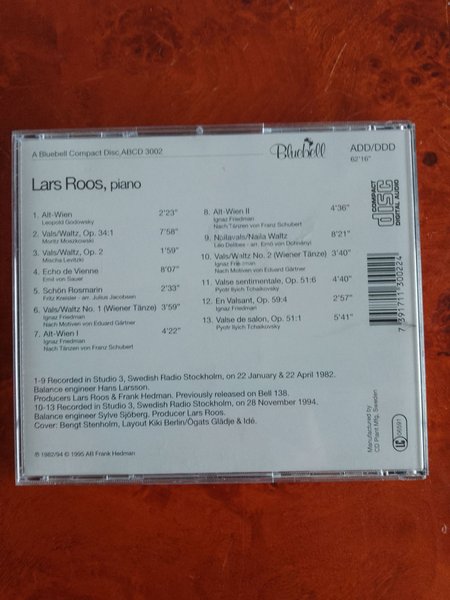 A Bluebell Compact Disc ABCD 3002
Bluebell
ADD/DDD
62'16"
Lars Roos, piano
COMPACT
disc
DIGITAL AUDIO
1. Alt-Wien 2'23"
Leopold Godowsky
2. Vals/Waltz, Op. 34:1 7'58"
Moritz Moszkowski
3. Vals/Waltz, Op. 2 1'59"
Mischa Levitzki
4. Echo de Vienne 8'07"
Emil von Sauer
5. Schön Rosmarin 2'33"
Fritz Kreisler - arr. Julius Jacobsen
6. Vals/Waltz No. 1 (Wiener Tänze) 3'59"
Ignaz Friedman
Nach Motiven von Eduard Gärtner
7. Alt-Wien I 4'22"
Ignaz Friedman
Nach Tänzen von Franz Schubert
8. Alt-Wien II 4'36"
Ignaz Friedman
Nach Tänzen von Franz Schubert
9. Nojlavals/Naila Waltz 8'21"
Léo Delibes - arr. Ernö von Dohnányi
10. Vals/Waltz No. 2 (Wiener Tänze) 3'40"
Ignaz Friedman
Nach Motiven von Eduard Gärtner
11. Valse sentimentale, Op. 51:6 4'40"
Pyotr Ilyich Tchaikovsky
12. En Valsant, Op. 59:4 2'57"
Ignaz Friedman
13. Valse de salon, Op. 51:1 5'41"
Pyotr Ilyich Tchaikovsky
7 391711 300224
1-9 Recorded in Studio 3, Swedish Radio Stockholm, on 22 January & 22 April 1982.
Balance engineer Hans Larsson.
Producers Lars Roos & Frank Hedman. Previously released on Bell 138.
10-13 Recorded in Studio 3, Swedish Radio Stockholm, on 28 November 1994.
Balance engineer Sylve Sjöberg. Producer Lars Roos.
Cover: Bengt Stenholm, Layout Kiki Berlin/Ögats Glädje & Idé.
℗ 1982/94 © 1995 AB Frank Hedman
Manufactured by
CD Plant Mfg, Sweden
LC